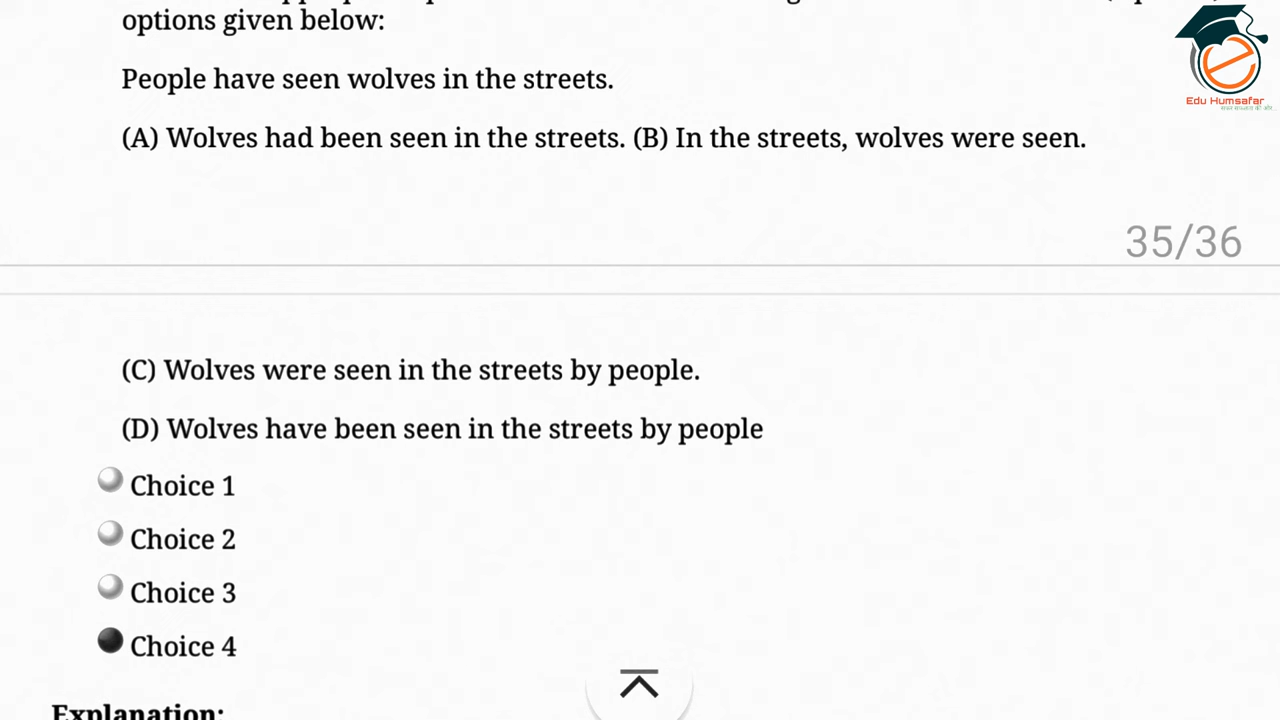 options given below:
People have seen wolves in the streets.
(A) Wolves had been seen in the streets. (B) In the streets, wolves were seen.
35/36
(C) Wolves were seen in the streets by people.
(D) Wolves have been seen in the streets by people
Choice 1
Choice 2
Choice 3
Choice 4
Explanation:
Edu Humsafar